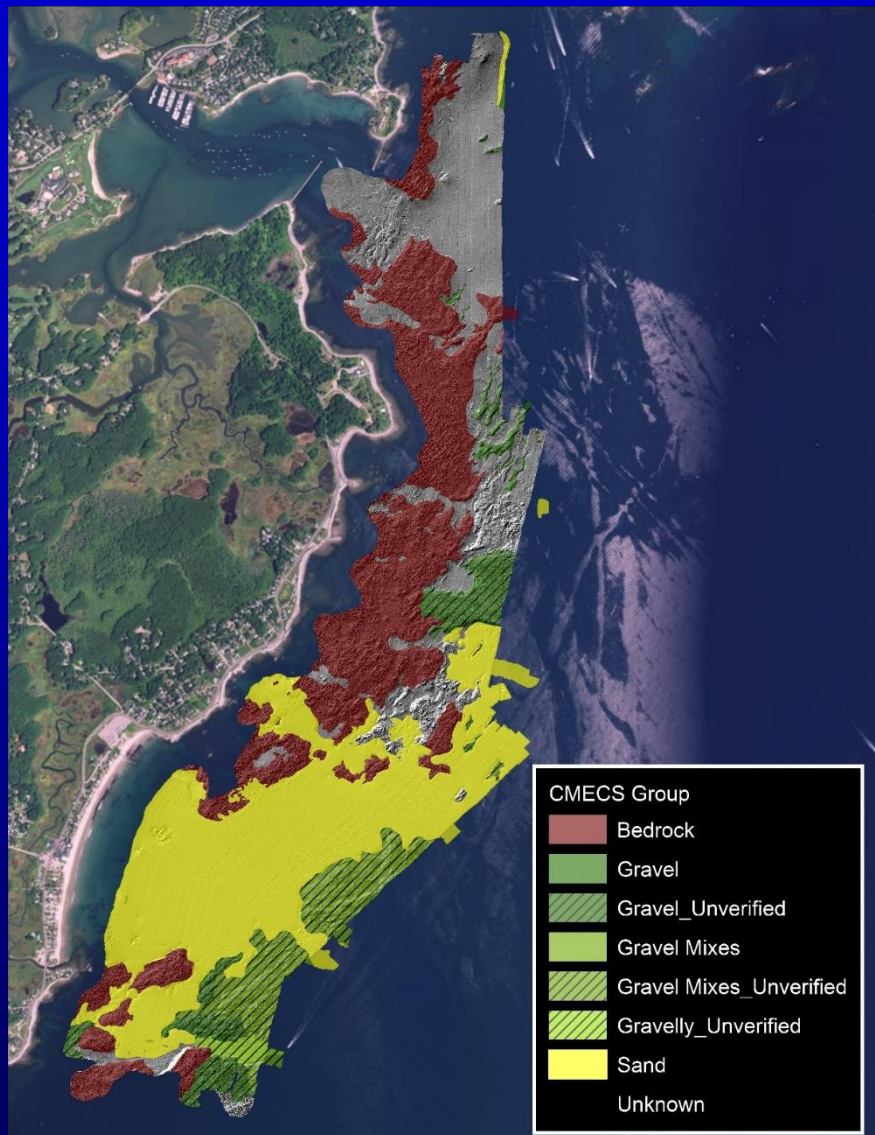 CMECS Group
Bedrock
Gravel
Gravel_Unverified
Gravel Mixes
Gravel Mixes_Unverified
Gravelly_Unverified
Sand
Unknown